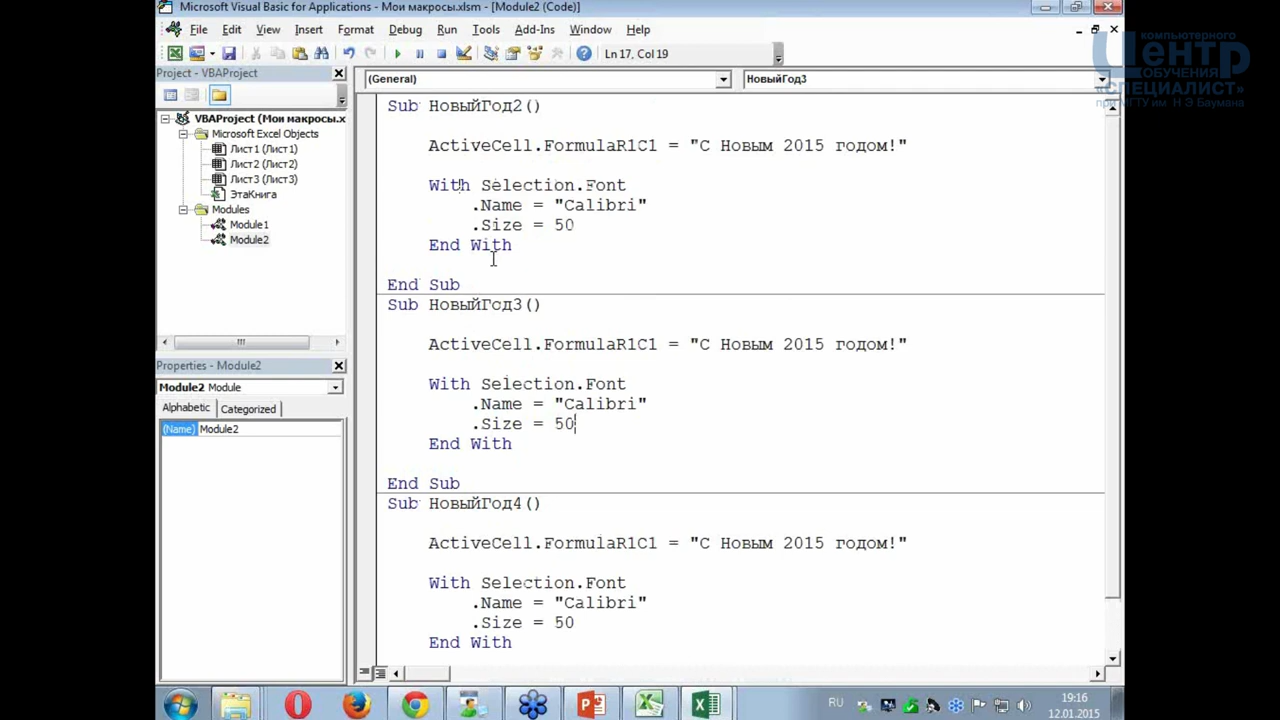 Microsoft Visual Basic for Applications - Мои макросы.xlsm - [Module2 (Code)]
File Edit View Insert Format Debug Run Tools Add-Ins Window Help
Ln 17, Col 19
компьютерного
Центр
ОБУЧЕНИЯ
«СПЕЦИАЛИСТ»
при МГТУ им. Н Э Баумана
Project - VBAProject
(General) НовыйГод3
VBAProject (Мои макросы.x
Microsoft Excel Objects
Лист1 (Лист1)
Лист2 (Лист2)
Лист3 (Лист3)
ЭтаКнига
Modules
Module1
Module2
Properties - Module2
Module2 Module
Alphabetic Categorized
(Name) Module2
Sub НовыйГод2()
ActiveCell.FormulaR1C1 = "С Новым 2015 годом!"
With Selection.Font
.Name = "Calibri"
.Size = 50
End With
End Sub
Sub НовыйГод3()
ActiveCell.FormulaR1C1 = "С Новым 2015 годом!"
With Selection.Font
.Name = "Calibri"
.Size = 50
End With
End Sub
Sub НовыйГод4()
ActiveCell.FormulaR1C1 = "С Новым 2015 годом!"
With Selection.Font
.Name = "Calibri"
.Size = 50
End With
RU
19:16
12.01.2015